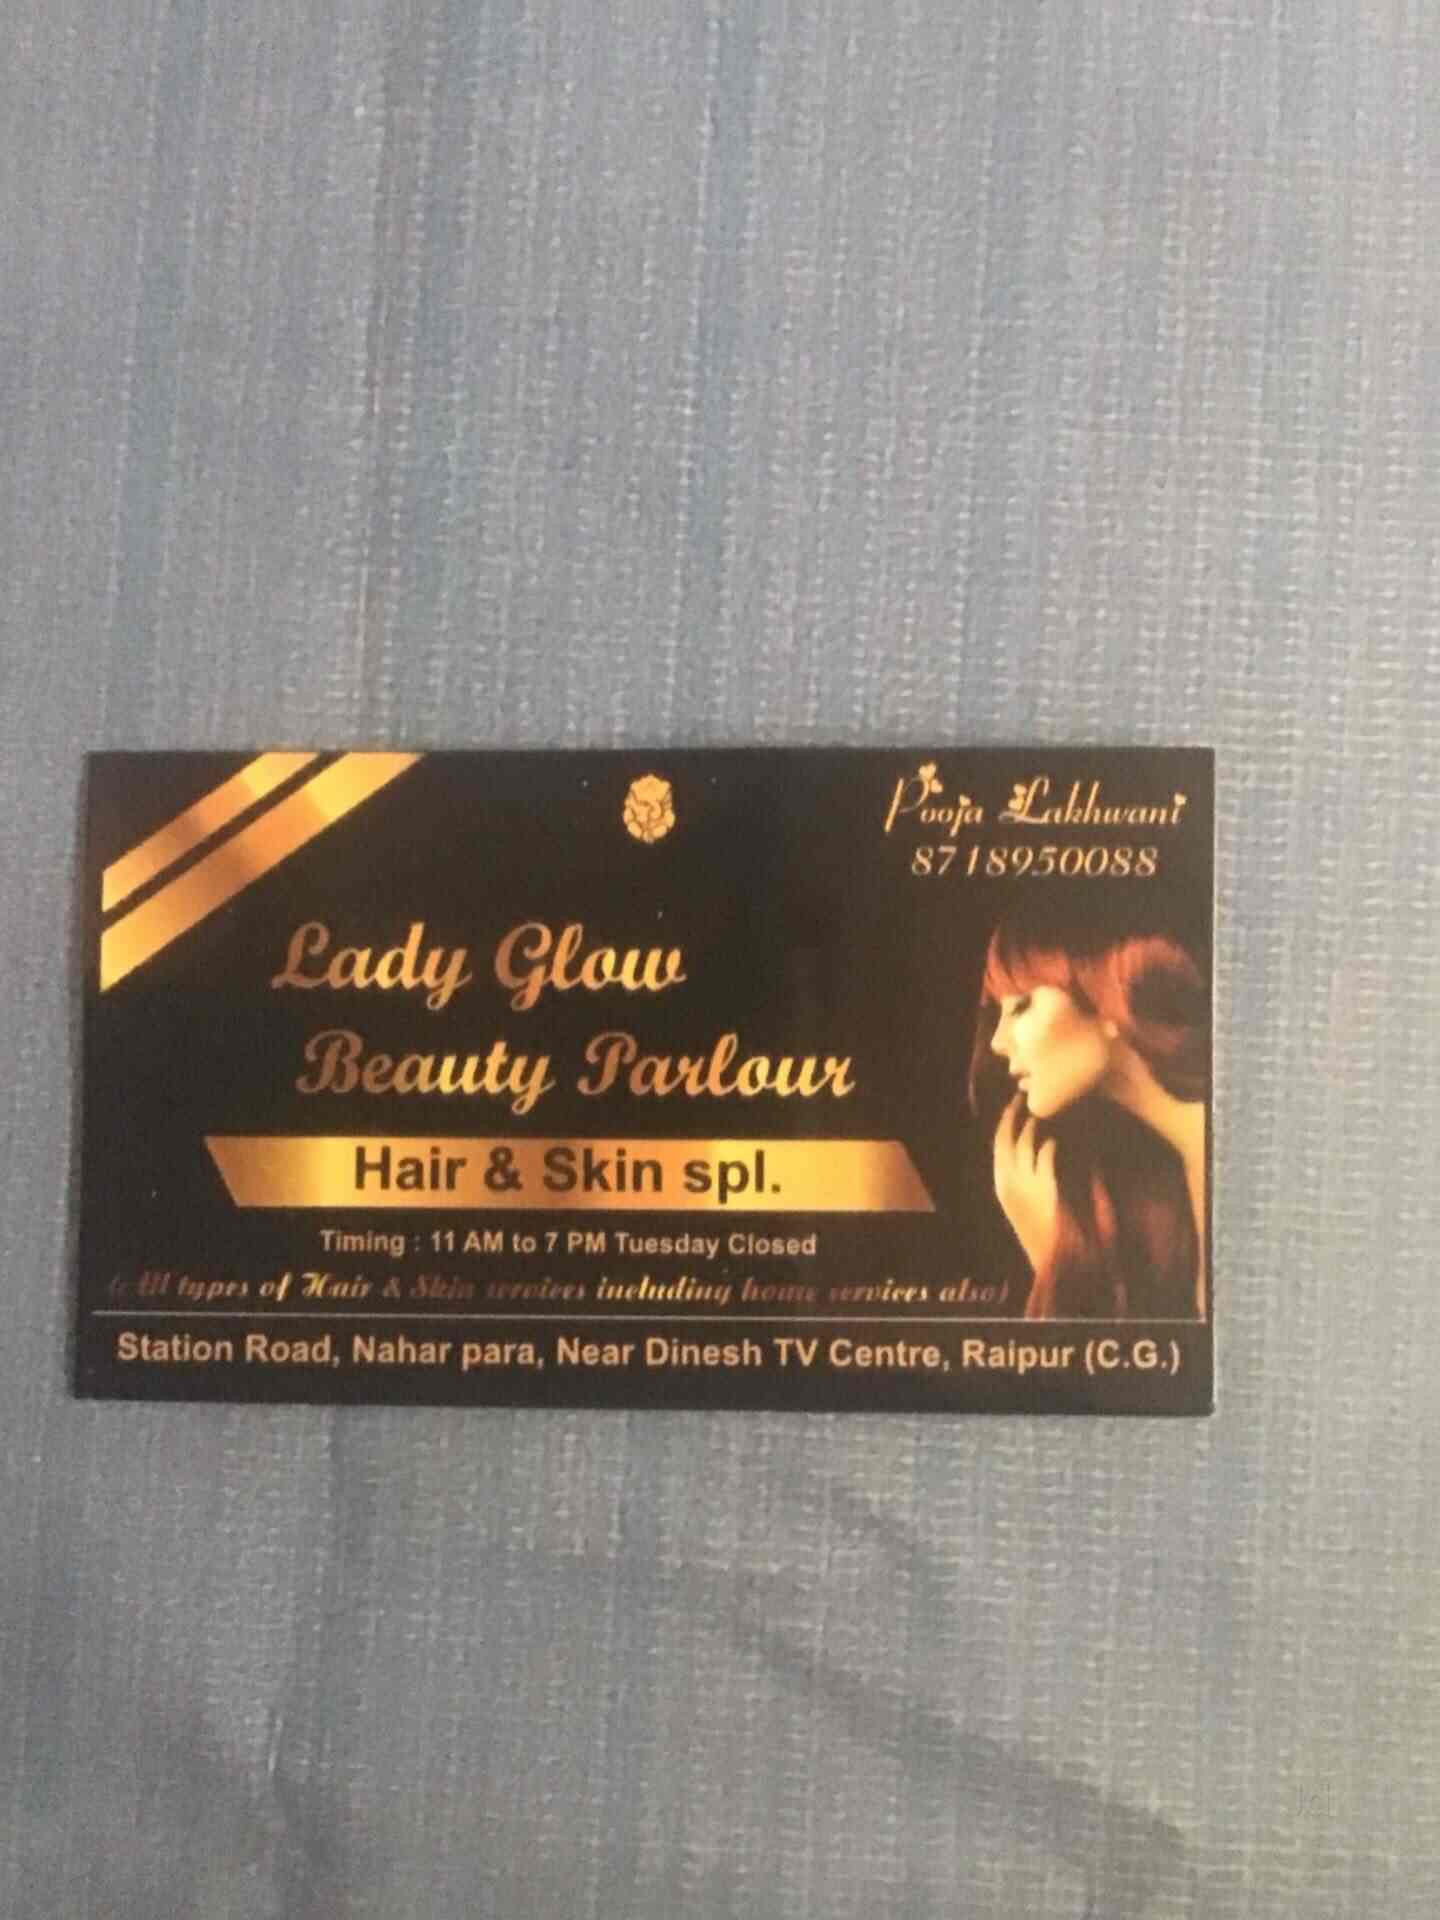 Pooja Lakhwani
8718950088
Lady Glow
Beauty Parlour
Hair & Skin spl.
Timing : 11 AM to 7 PM Tuesday Closed
(All types of Hair & Skin services including home services also)
Station Road, Nahar para, Near Dinesh TV Centre, Raipur (C.G.)